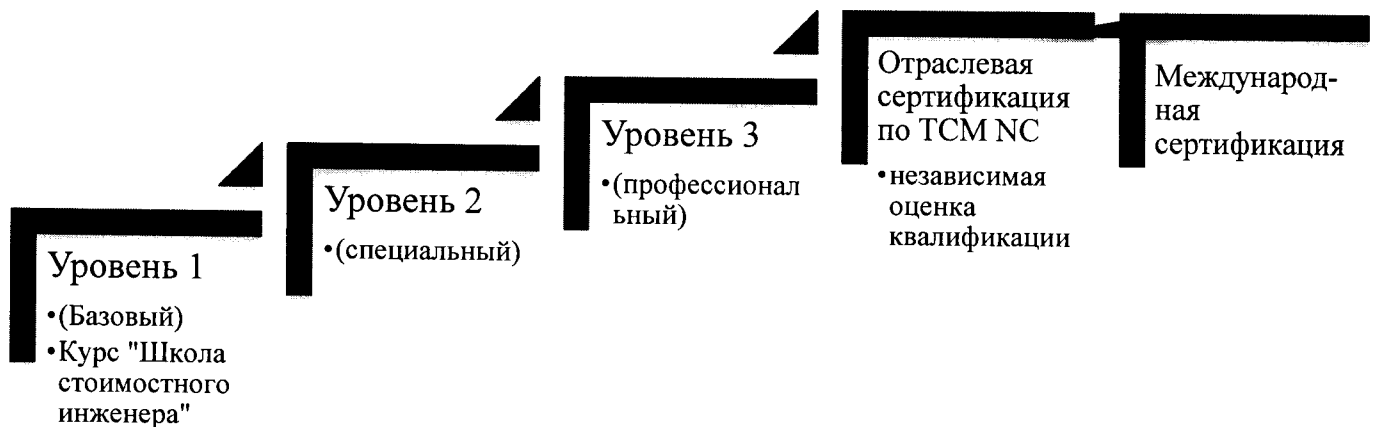 Уровень 1
•(Базовый)
•Курс "Школа
стоимостного
инженера"
Уровень 2
•(специальный)
Уровень 3
•(профессионал
ьный)
Отраслевая
сертификация
по TCM NC
•независимая
оценка
квалификации
Международ-
ная
сертификация